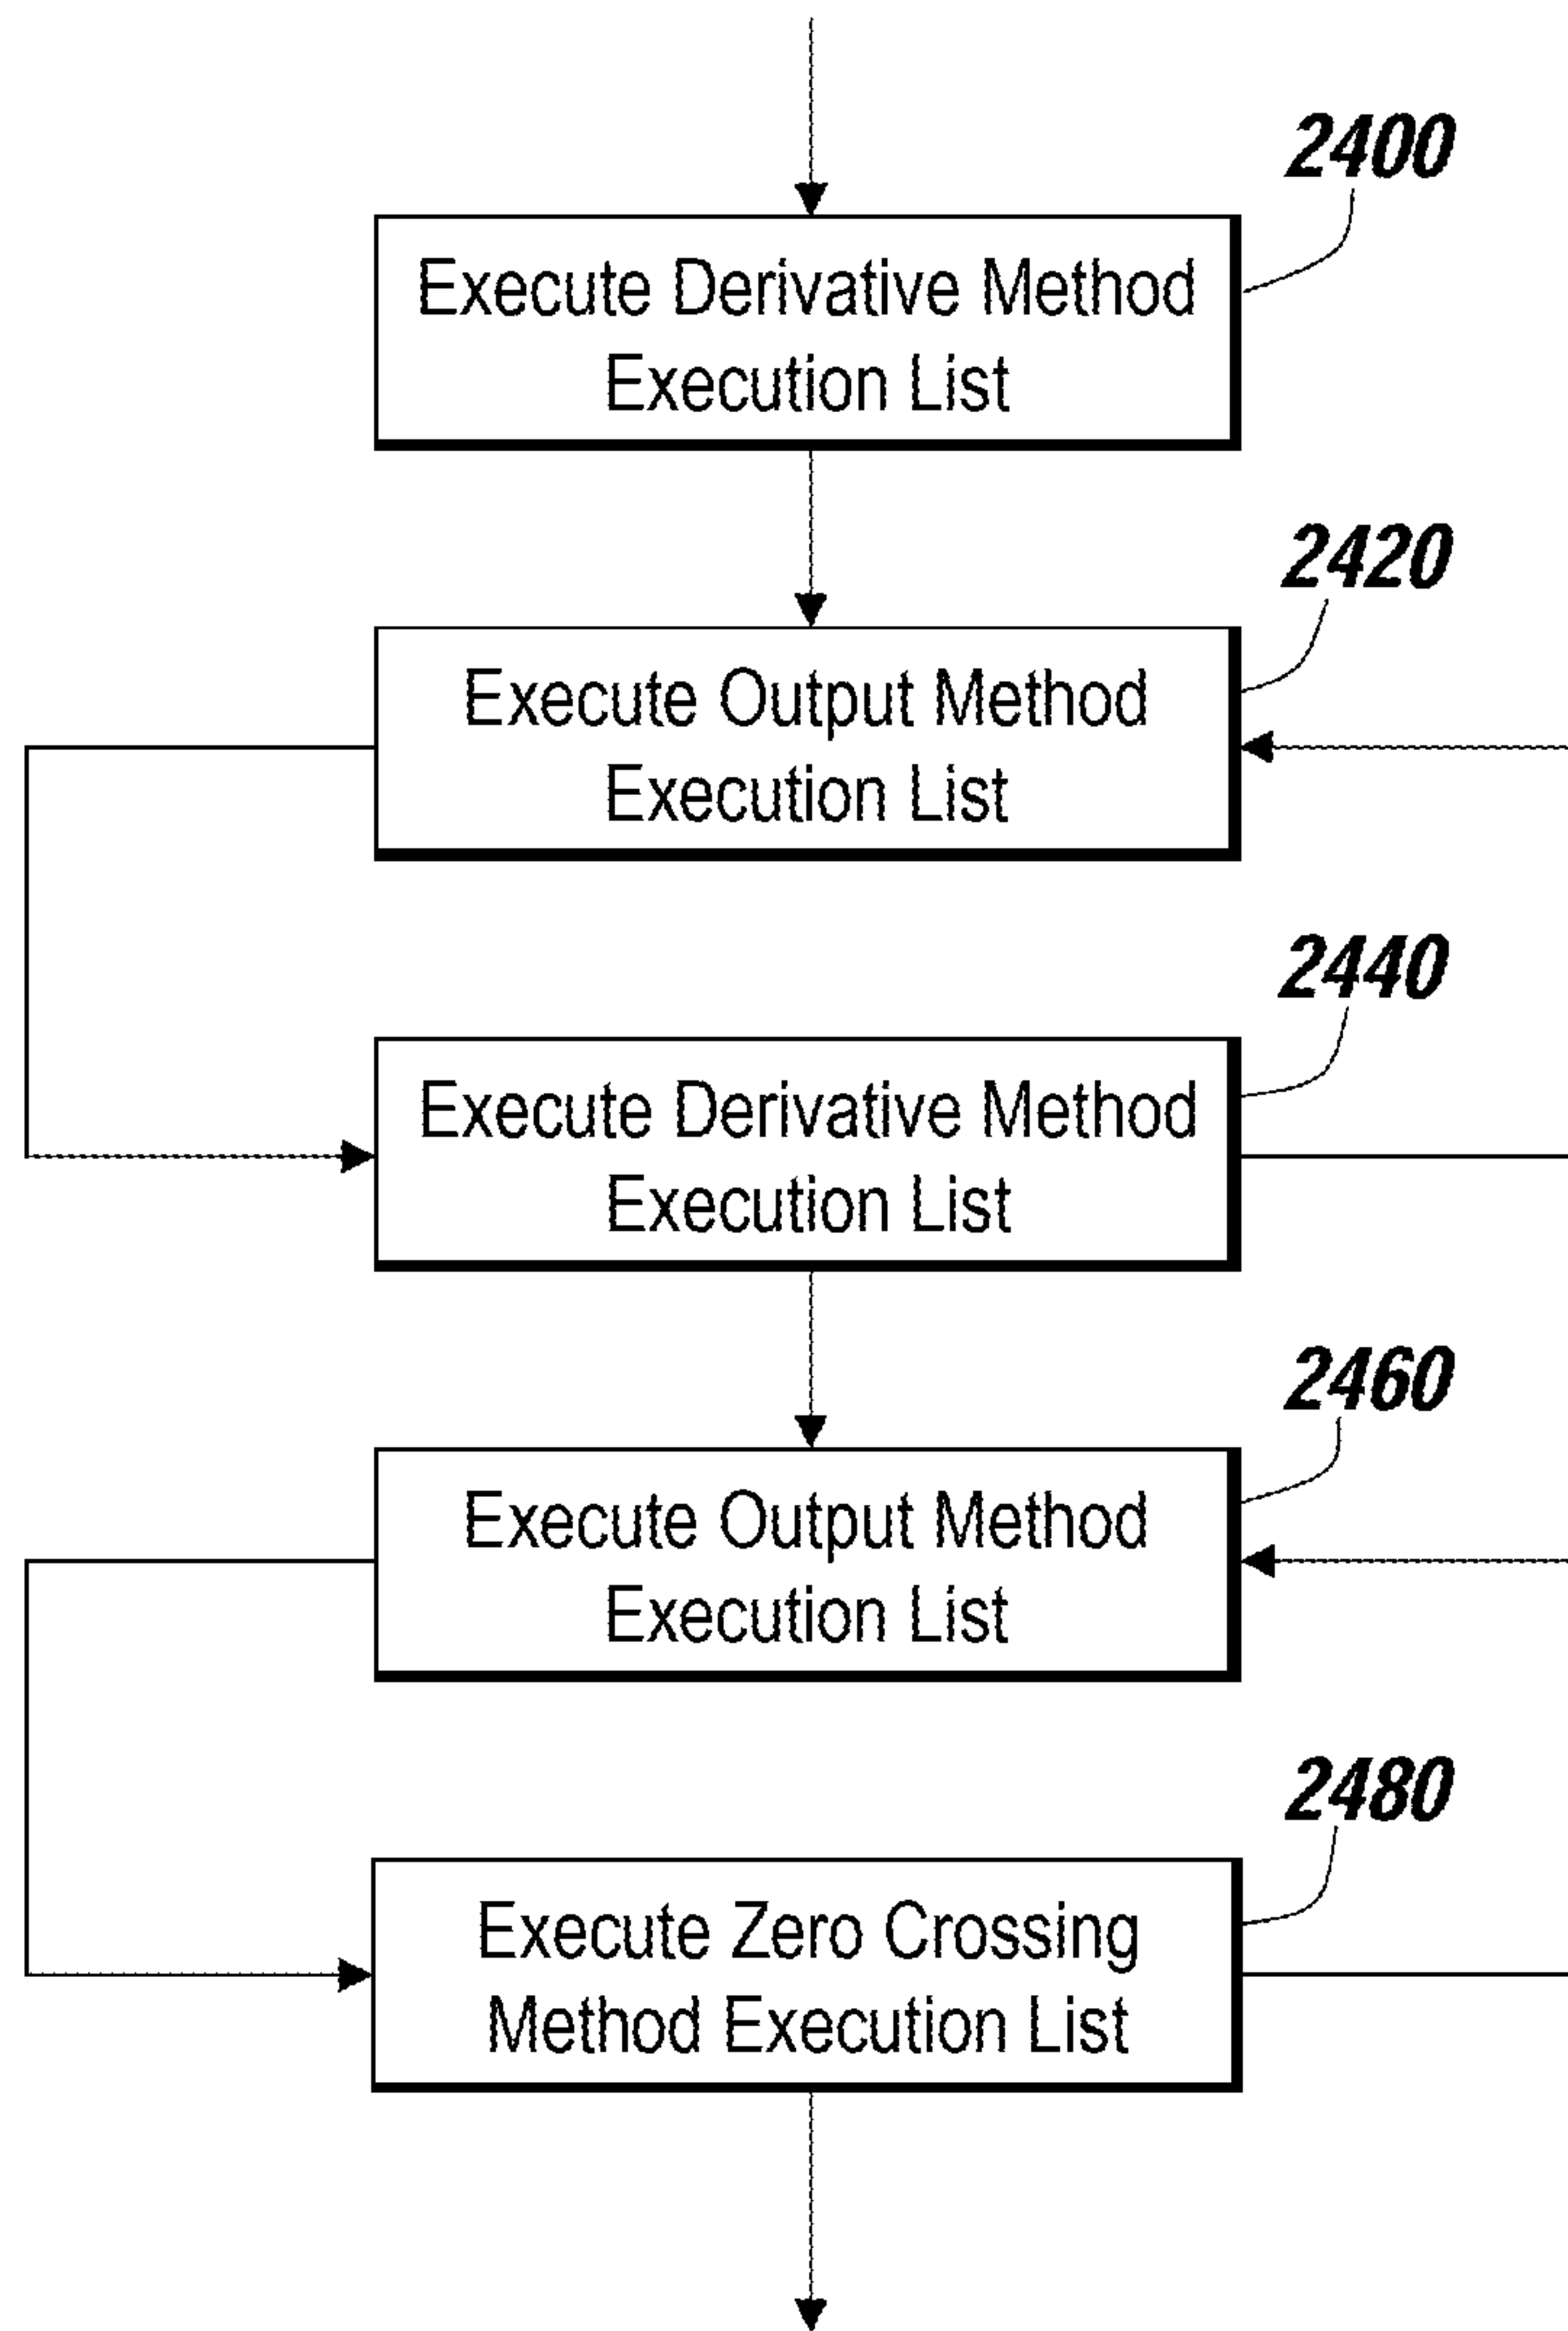 2400
Execute Derivative Method
Execution List
2420
Execute Output Method
Execution List
2440
Execute Derivative Method
Execution List
2460
Execute Output Method
Execution List
2480
Execute Zero Crossing
Method Execution List